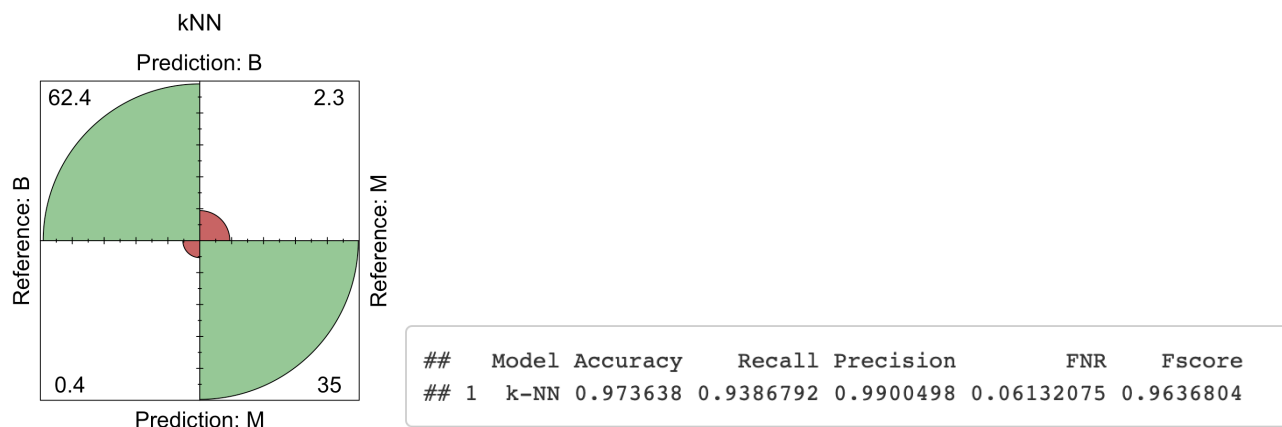 kNN
Prediction: B
62.4
2.3
Reference: B
Reference: M
0.4
35
Prediction: M
##   Model Accuracy    Recall Precision        FNR    Fscore
## 1  k-NN 0.973638 0.9386792 0.9900498 0.06132075 0.9636804